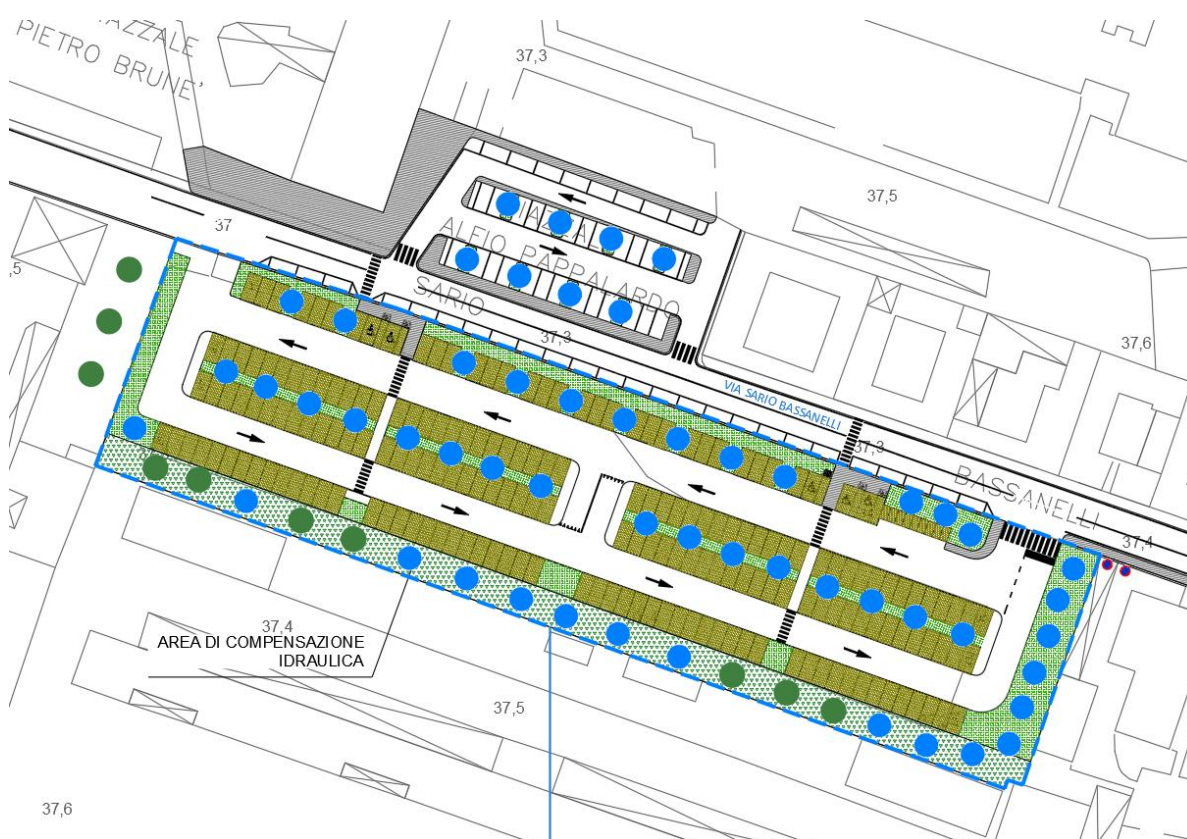 PIAZZALE
PIETRO BRUNE'
37,3
37,5
37
,5
PIAZZALE
ALFIO PAPPALARDO
SARIO
37,3
37,6
VIA SARIO BASSANELLI
37,3
BASSANELLI
37,4
37,4
AREA DI COMPENSAZIONE
IDRAULICA
37,5
37,6